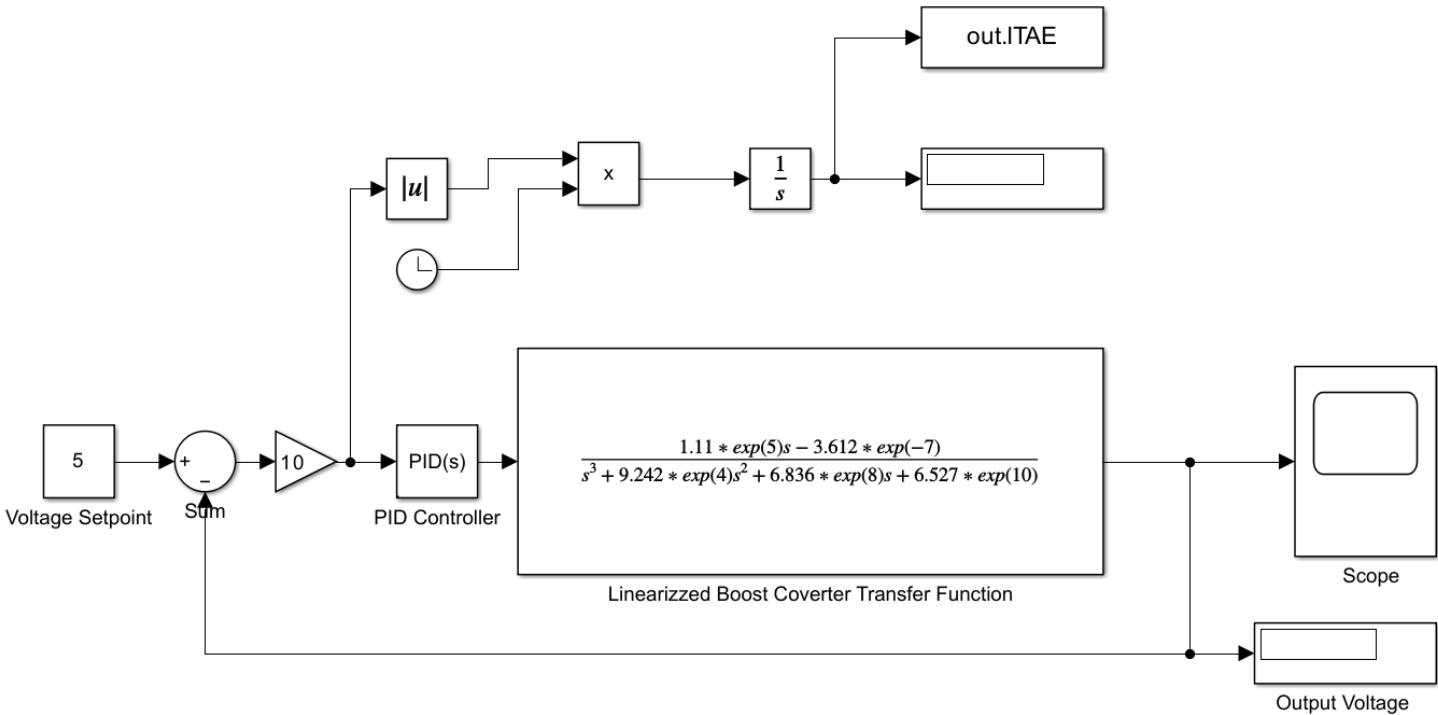 out.ITAE
|u|
x
1
s
5
Voltage Setpoint
+
−
Sum
10
PID(s)
PID Controller
1.11 * exp(5)s − 3.612 * exp(−7)
s³ + 9.242 * exp(4)s² + 6.836 * exp(8)s + 6.527 * exp(10)
Linearizzed Boost Coverter Transfer Function
Scope
Output Voltage